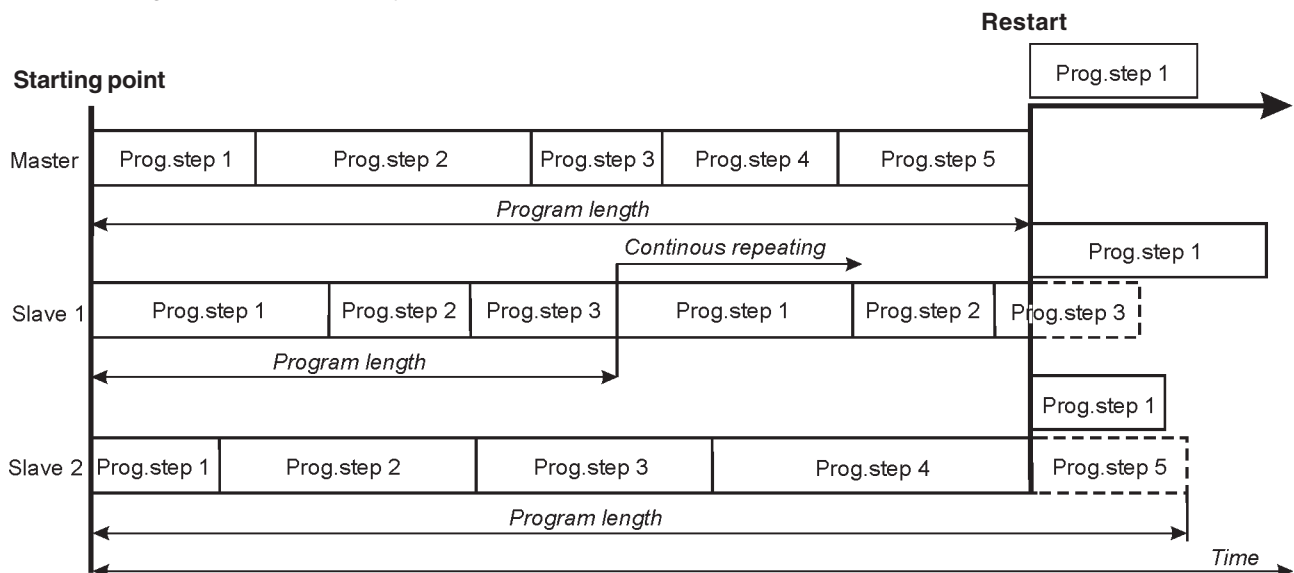 Restart
Prog.step 1
Starting point
Master Prog.step 1 Prog.step 2 Prog.step 3 Prog.step 4 Prog.step 5
Program length
Continous repeating
Prog.step 1
Slave 1 Prog.step 1 Prog.step 2 Prog.step 3 Prog.step 1 Prog.step 2 Prog.step 3
Program length
Prog.step 1
Slave 2 Prog.step 1 Prog.step 2 Prog.step 3 Prog.step 4 Prog.step 5
Program length
Time